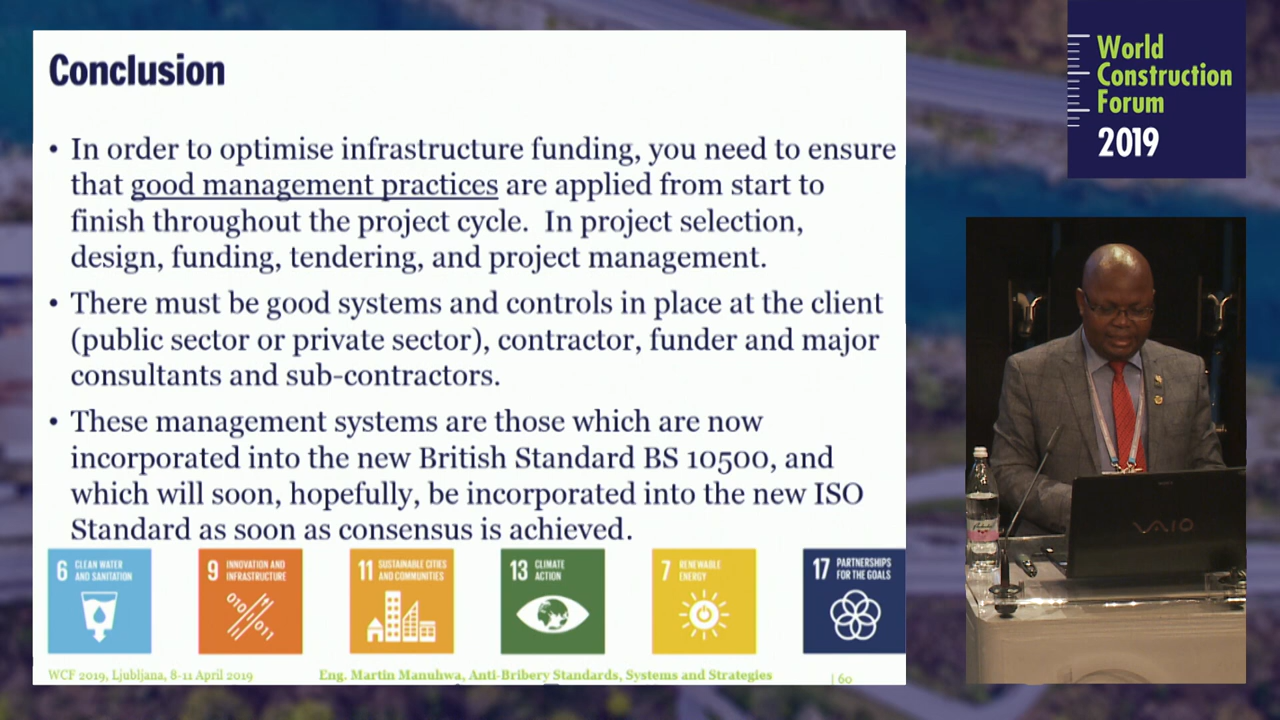 Conclusion
• In order to optimise infrastructure funding, you need to ensure
that good management practices are applied from start to
finish throughout the project cycle. In project selection,
design, funding, tendering, and project management.
• There must be good systems and controls in place at the client
(public sector or private sector), contractor, funder and major
consultants and sub-contractors.
• These management systems are those which are now
incorporated into the new British Standard BS 10500, and
which will soon, hopefully, be incorporated into the new ISO
Standard as soon as consensus is achieved.
6 CLEAN WATER
AND SANITATION
9 INNOVATION AND
INFRASTRUCTURE
11 SUSTAINABLE CITIES
AND COMMUNITIES
13 CLIMATE
ACTION
7 RENEWABLE
ENERGY
17 PARTNERSHIPS
FOR THE GOALS
WCF 2019, Ljubljana, 8-11 April 2019
Eng. Martin Manuhwa, Anti-Bribery Standards, Systems and Strategies
| 60
World
Construction
Forum
2019
VAIO